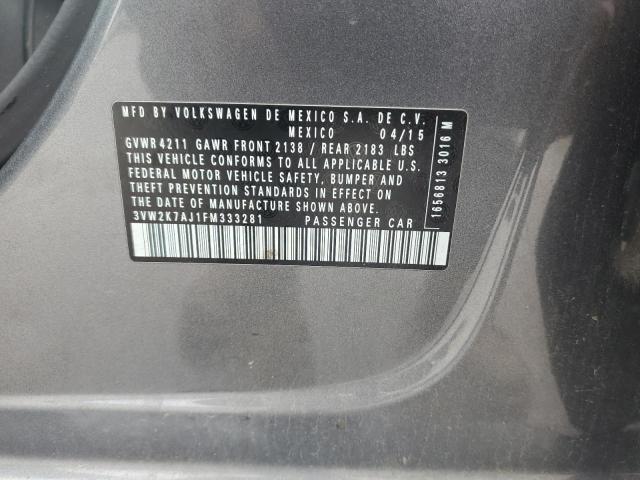 MFD BY VOLKSWAGEN DE MEXICO S.A. DE C.V.
MEXICO 04/15
GVWR 4211 GAWR FRONT 2138 / REAR 2183 LBS
THIS VEHICLE CONFORMS TO ALL APPLICABLE U.S.
FEDERAL MOTOR VEHICLE SAFETY, BUMPER AND
THEFT PREVENTION STANDARDS IN EFFECT ON
THE DATE OF MANUFACTURE SHOWN ABOVE
3VW2K7AJ1FM333281 PASSENGER CAR
1656813 3016 M